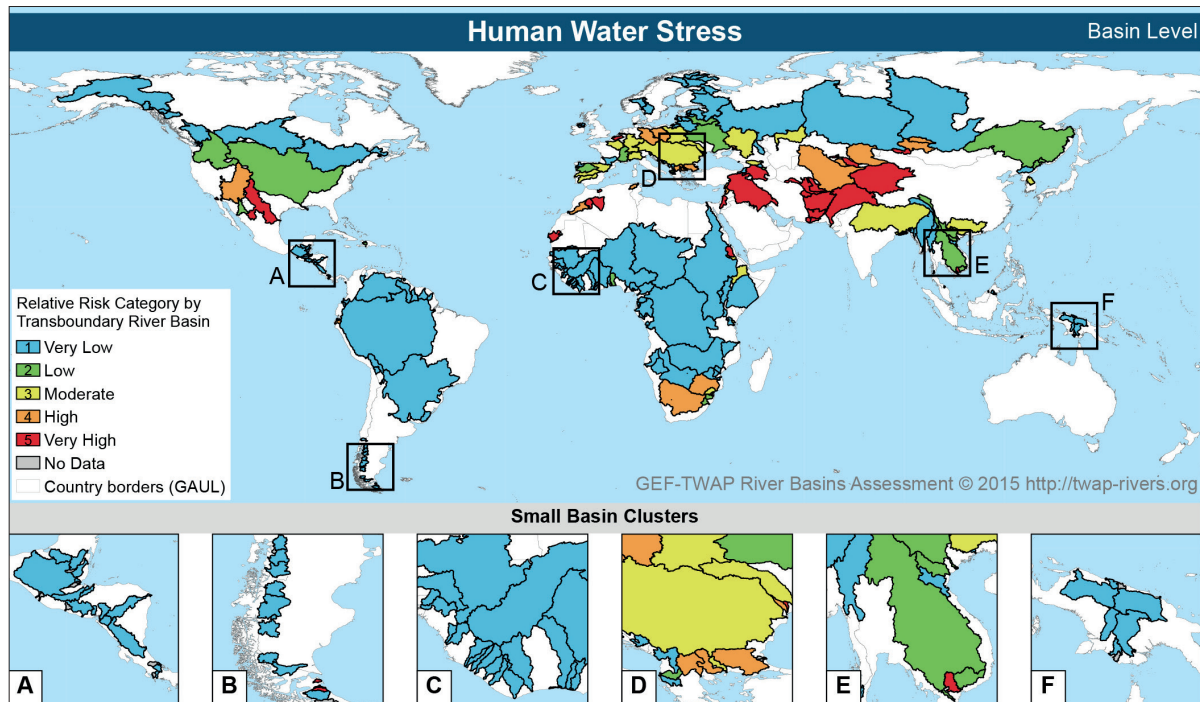 Human Water Stress
Basin Level
A
B
C
D
E
F
Relative Risk Category by
Transboundary River Basin
1 Very Low
2 Low
3 Moderate
4 High
5 Very High
No Data
Country borders (GAUL)
GEF-TWAP River Basins Assessment © 2015 http://twap-rivers.org
Small Basin Clusters
A
B
C
D
E
F